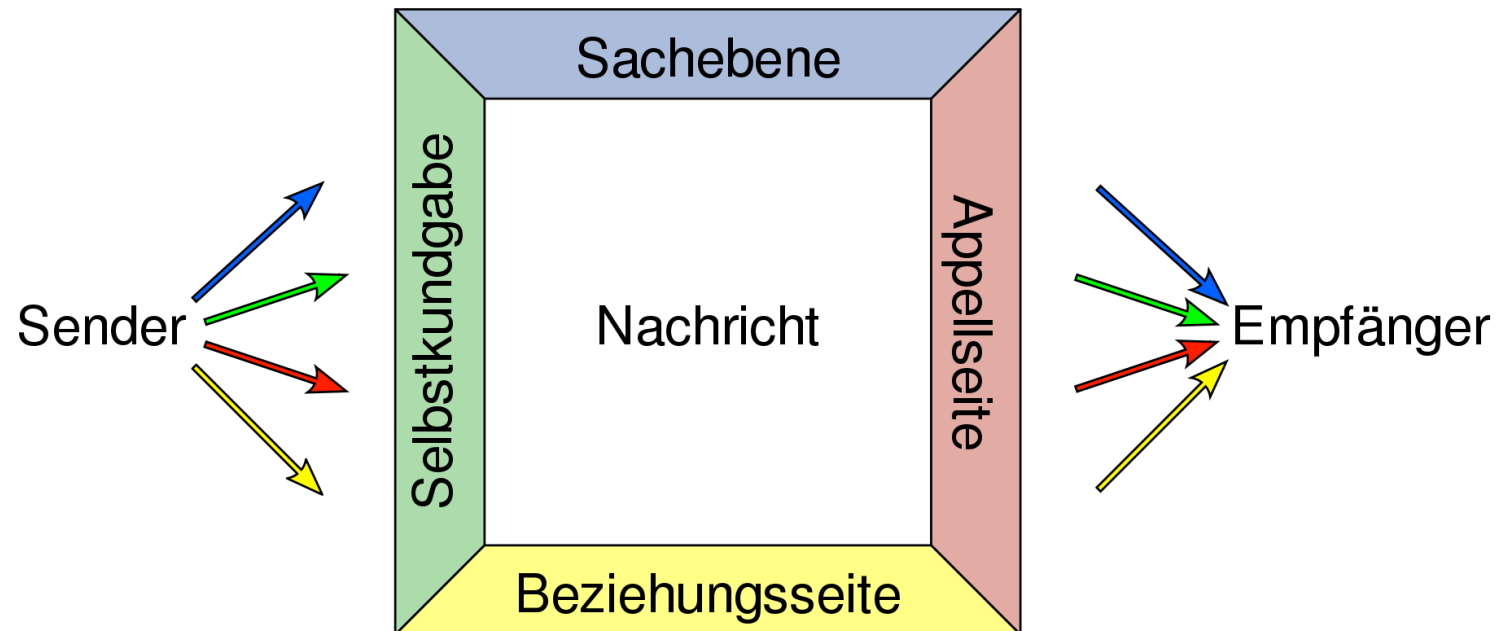 Sachebene
Selbstkundgabe
Appellseite
Sender
Nachricht
Empfänger
Beziehungsseite